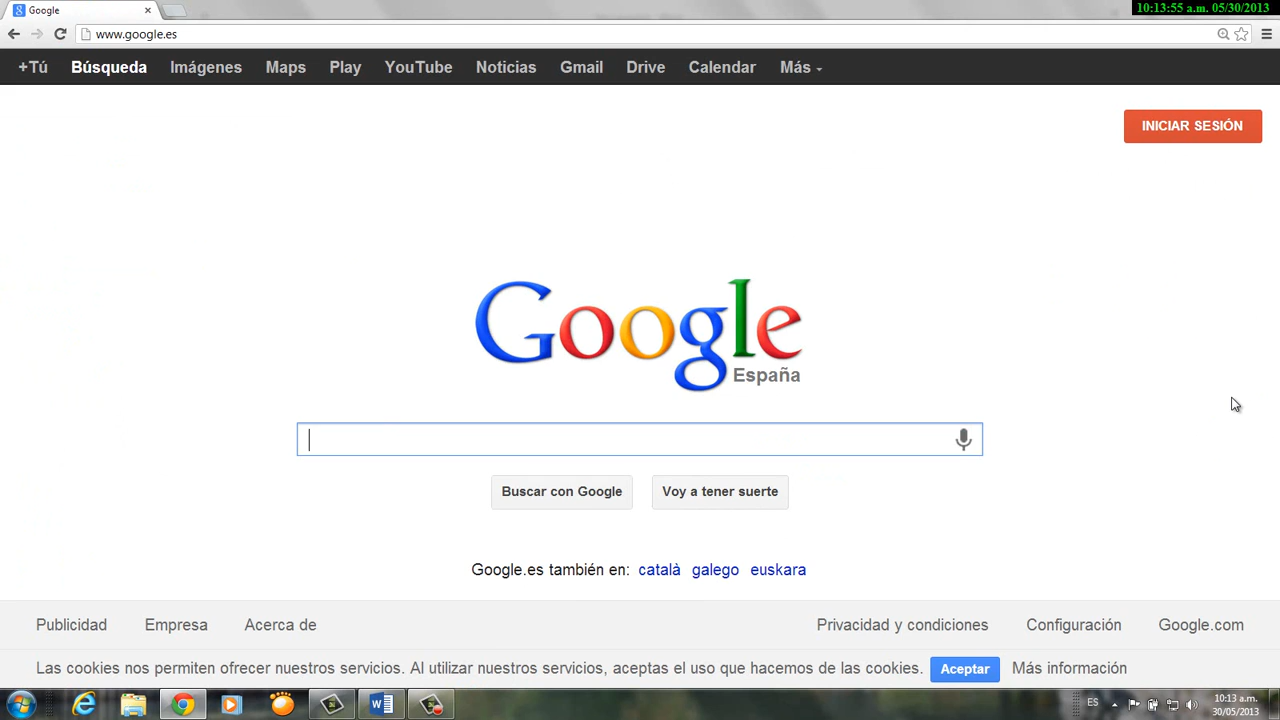 Google
10:13:55 a.m. 05/30/2013
www.google.es
+Tú Búsqueda Imágenes Maps Play YouTube Noticias Gmail Drive Calendar Más
INICIAR SESIÓN
Google
España
Buscar con Google Voy a tener suerte
Google.es también en: català galego euskara
Publicidad Empresa Acerca de Privacidad y condiciones Configuración Google.com
Las cookies nos permiten ofrecer nuestros servicios. Al utilizar nuestros servicios, aceptas el uso que hacemos de las cookies. Aceptar Más información
ES 10:13 a.m.
30/05/2013